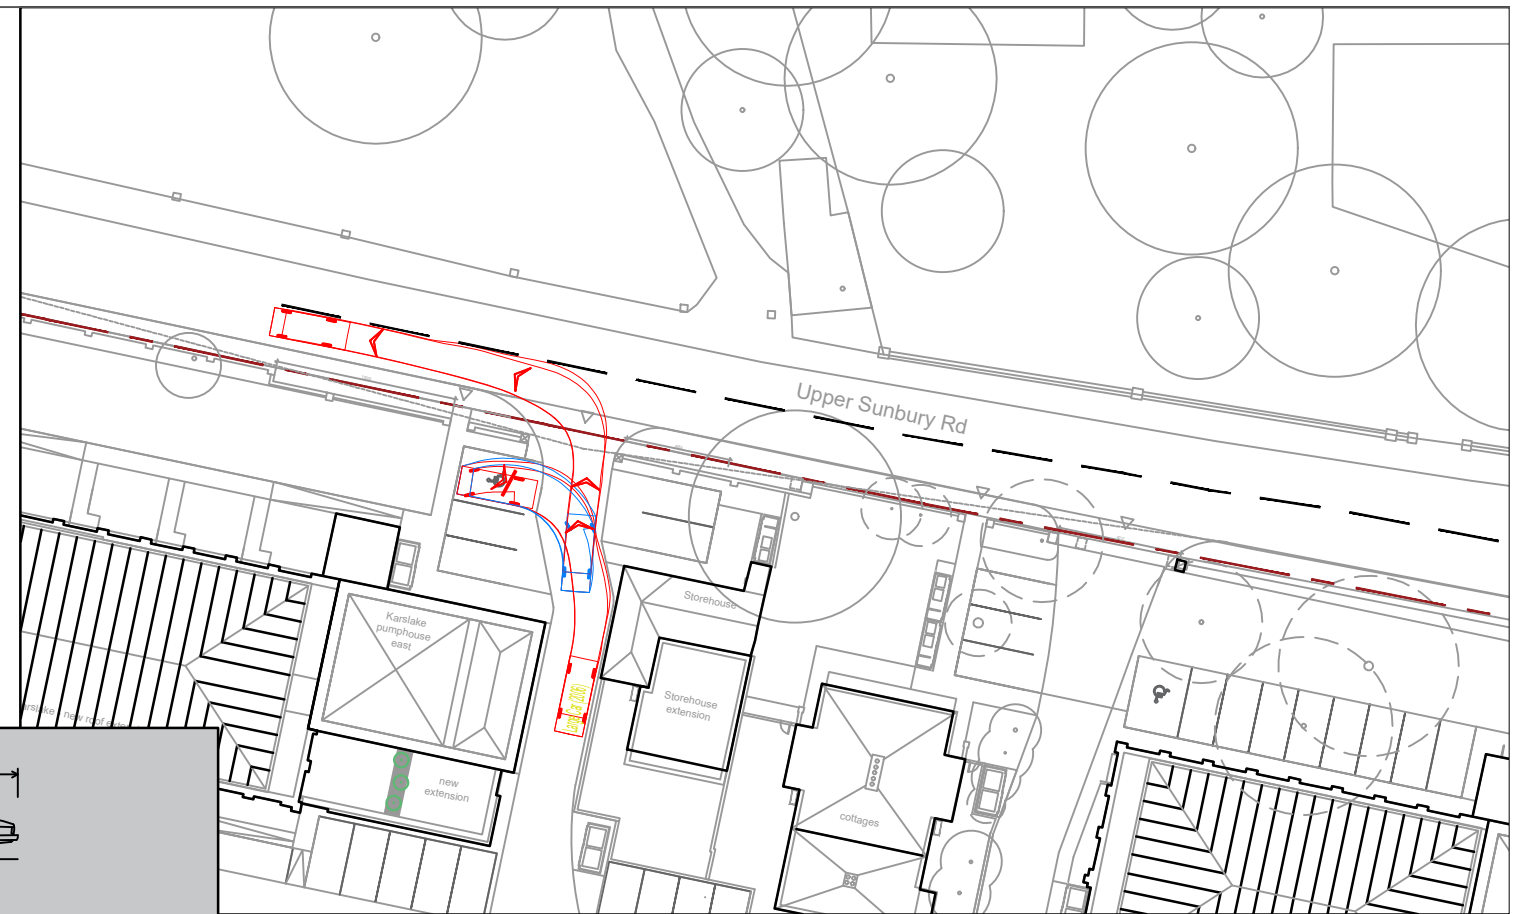 Upper Sunbury Rd
Storehouse
Karslake
pumphouse
east
Storehouse
extension
new
extension
cottages